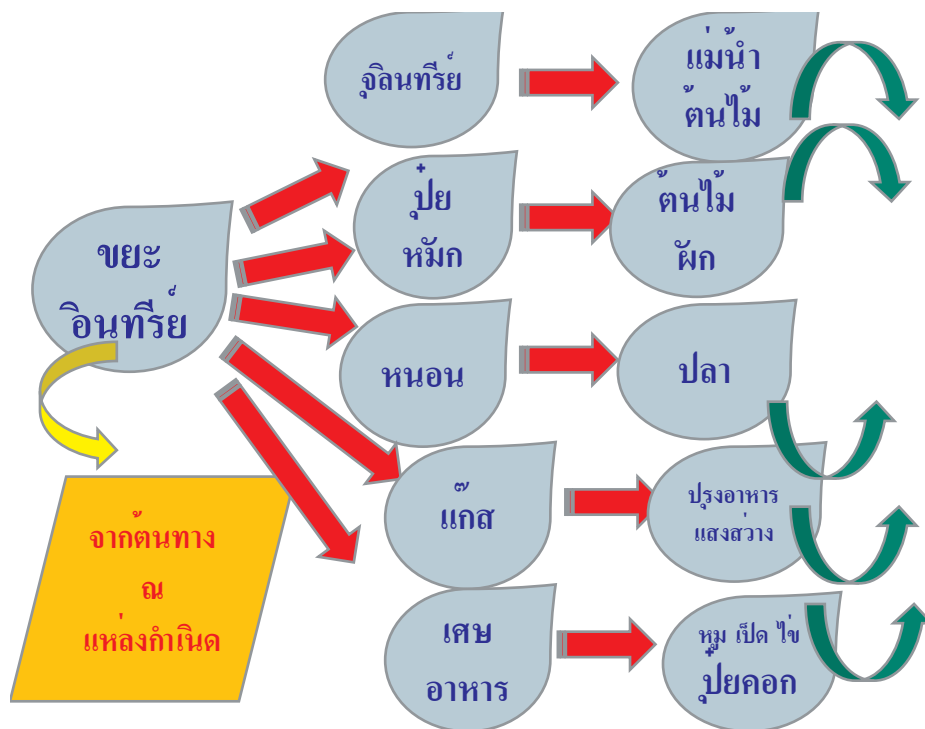 ขยะ
อินทรีย์
จากต้นทาง
ณ
แหล่งกำเนิด
จุลินทรีย์
แม่น้ำ
ต้นไม้
ปุ๋ย
หมัก
ต้นไม้
ผัก
หนอน
ปลา
แก๊ส
ปรุงอาหาร
แสงสว่าง
เศษ
อาหาร
หมู เป็ด ไข่
ปุ๋ยคอก